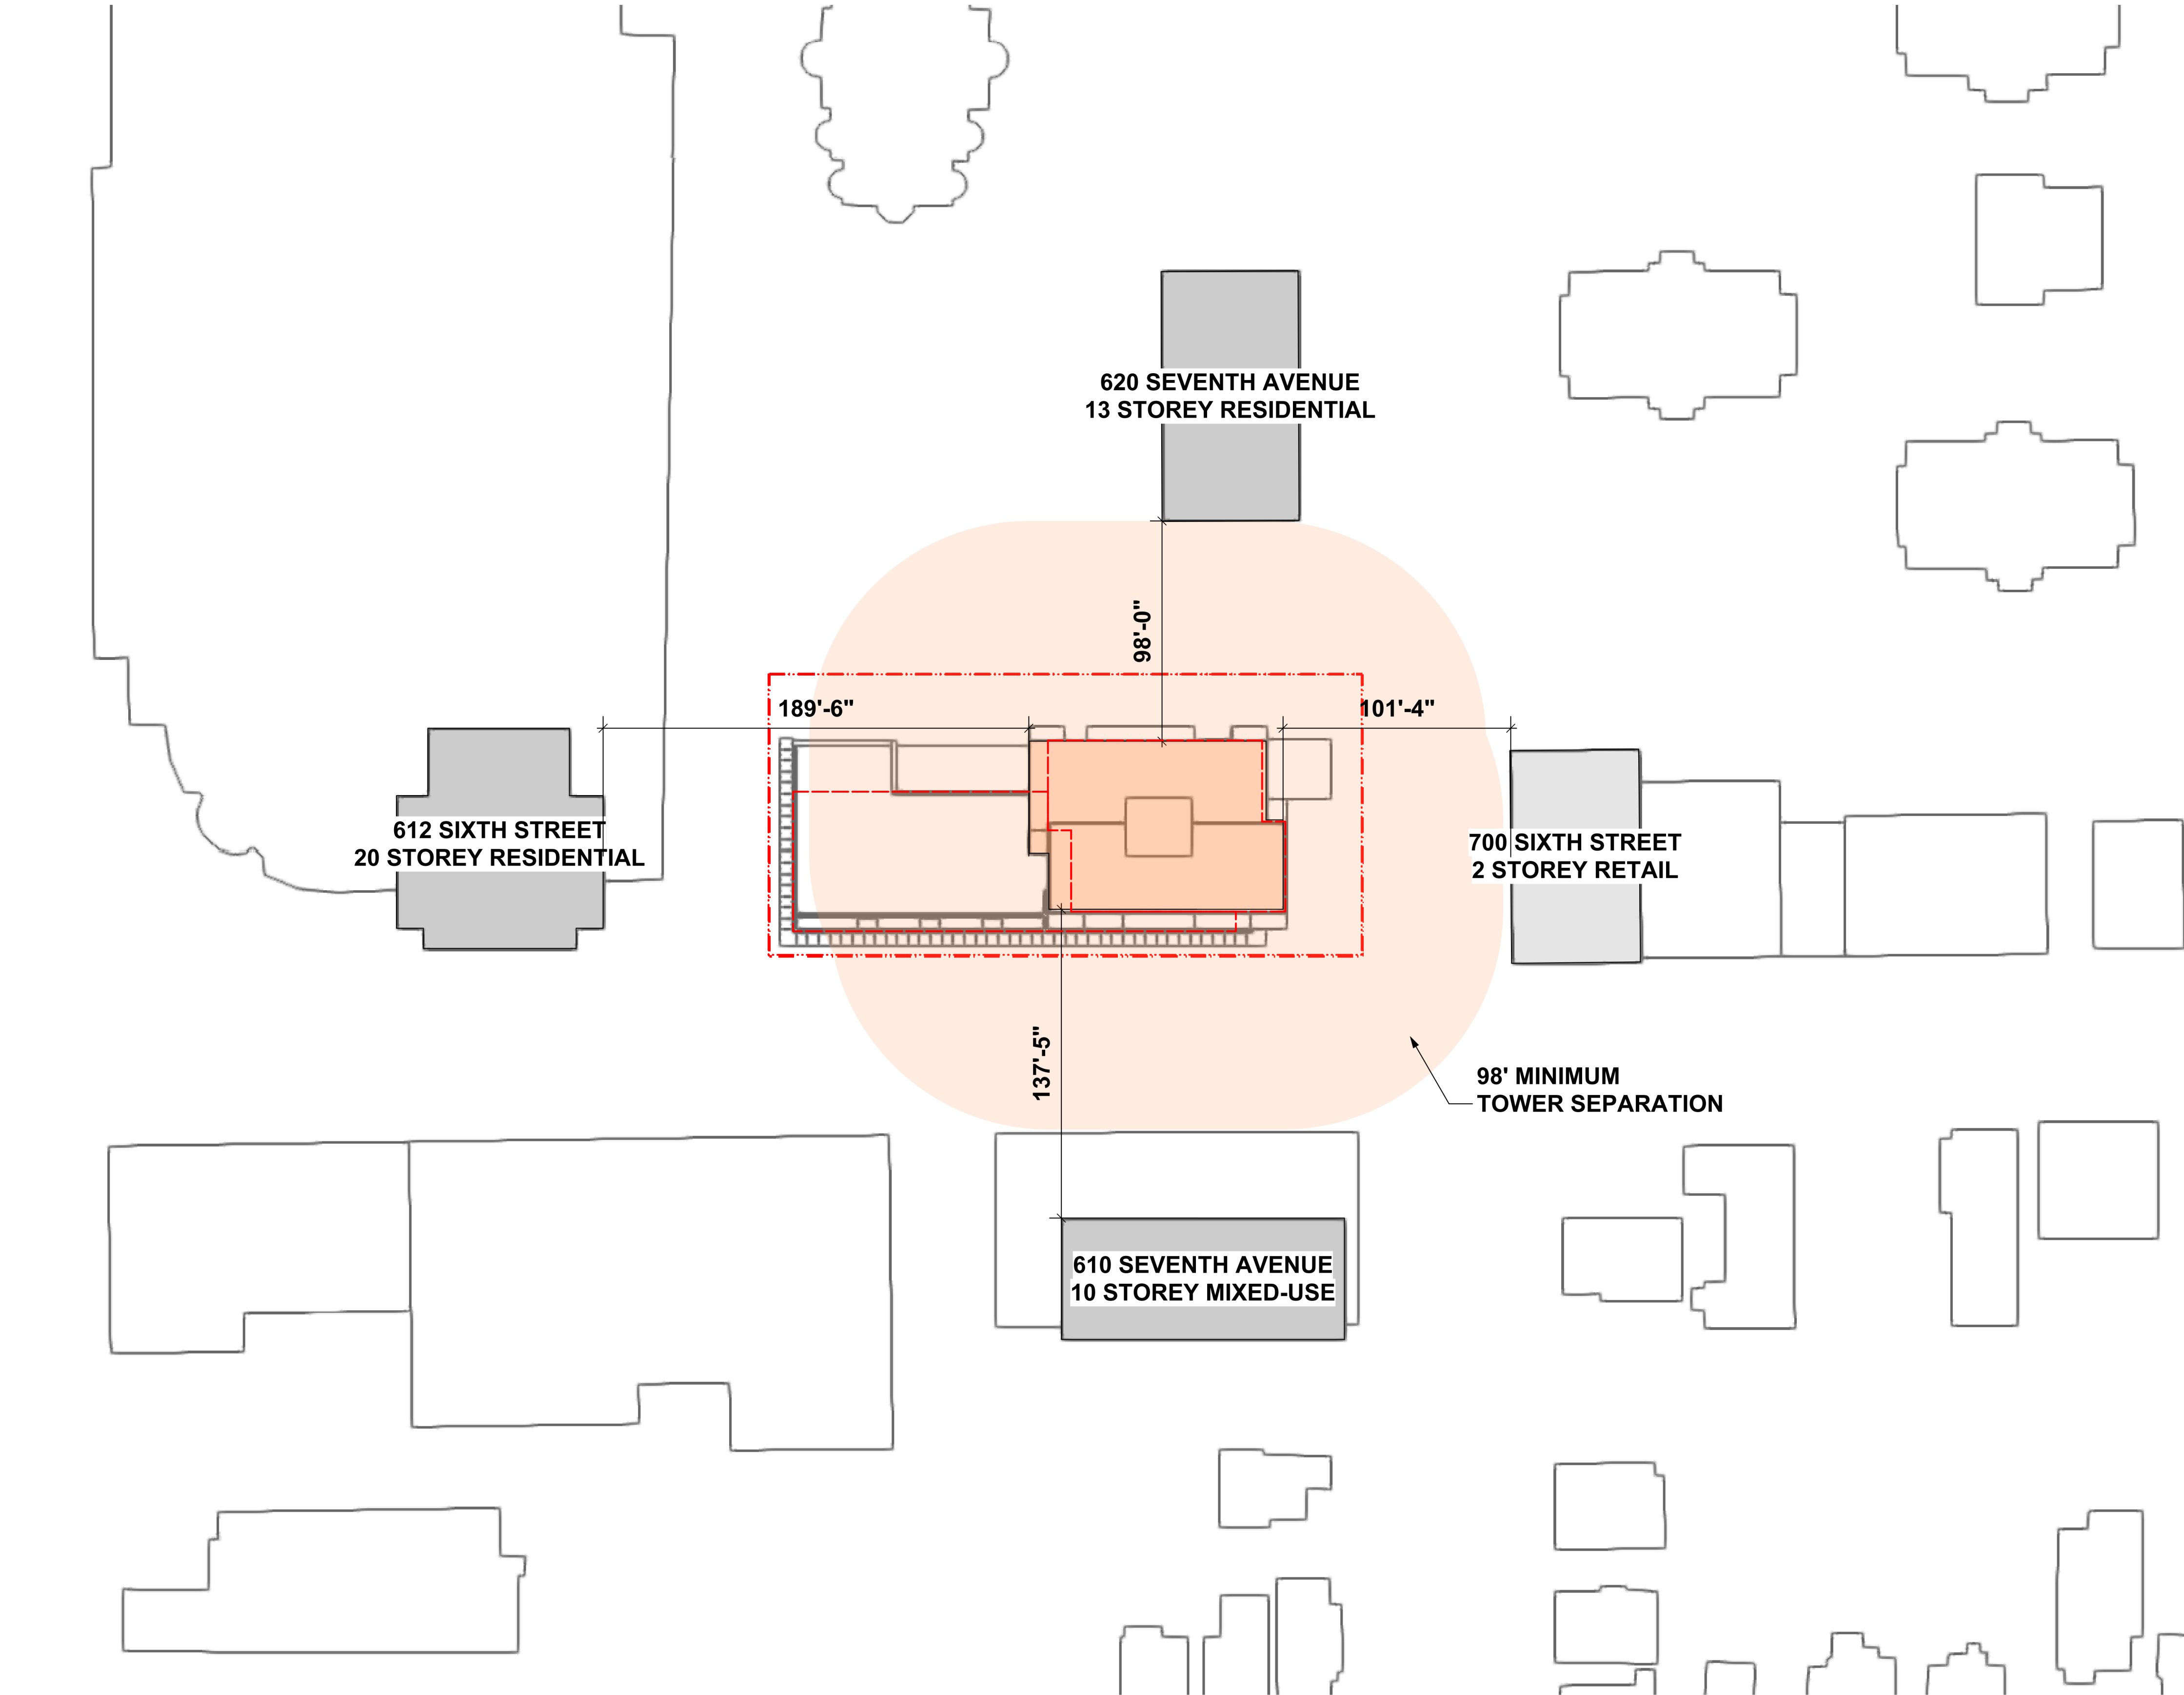 620 SEVENTH AVENUE
13 STOREY RESIDENTIAL
98'-0"
189'-6"
101'-4"
612 SIXTH STREET
20 STOREY RESIDENTIAL
700 SIXTH STREET
2 STOREY RETAIL
137'-5"
98' MINIMUM
TOWER SEPARATION
610 SEVENTH AVENUE
10 STOREY MIXED-USE